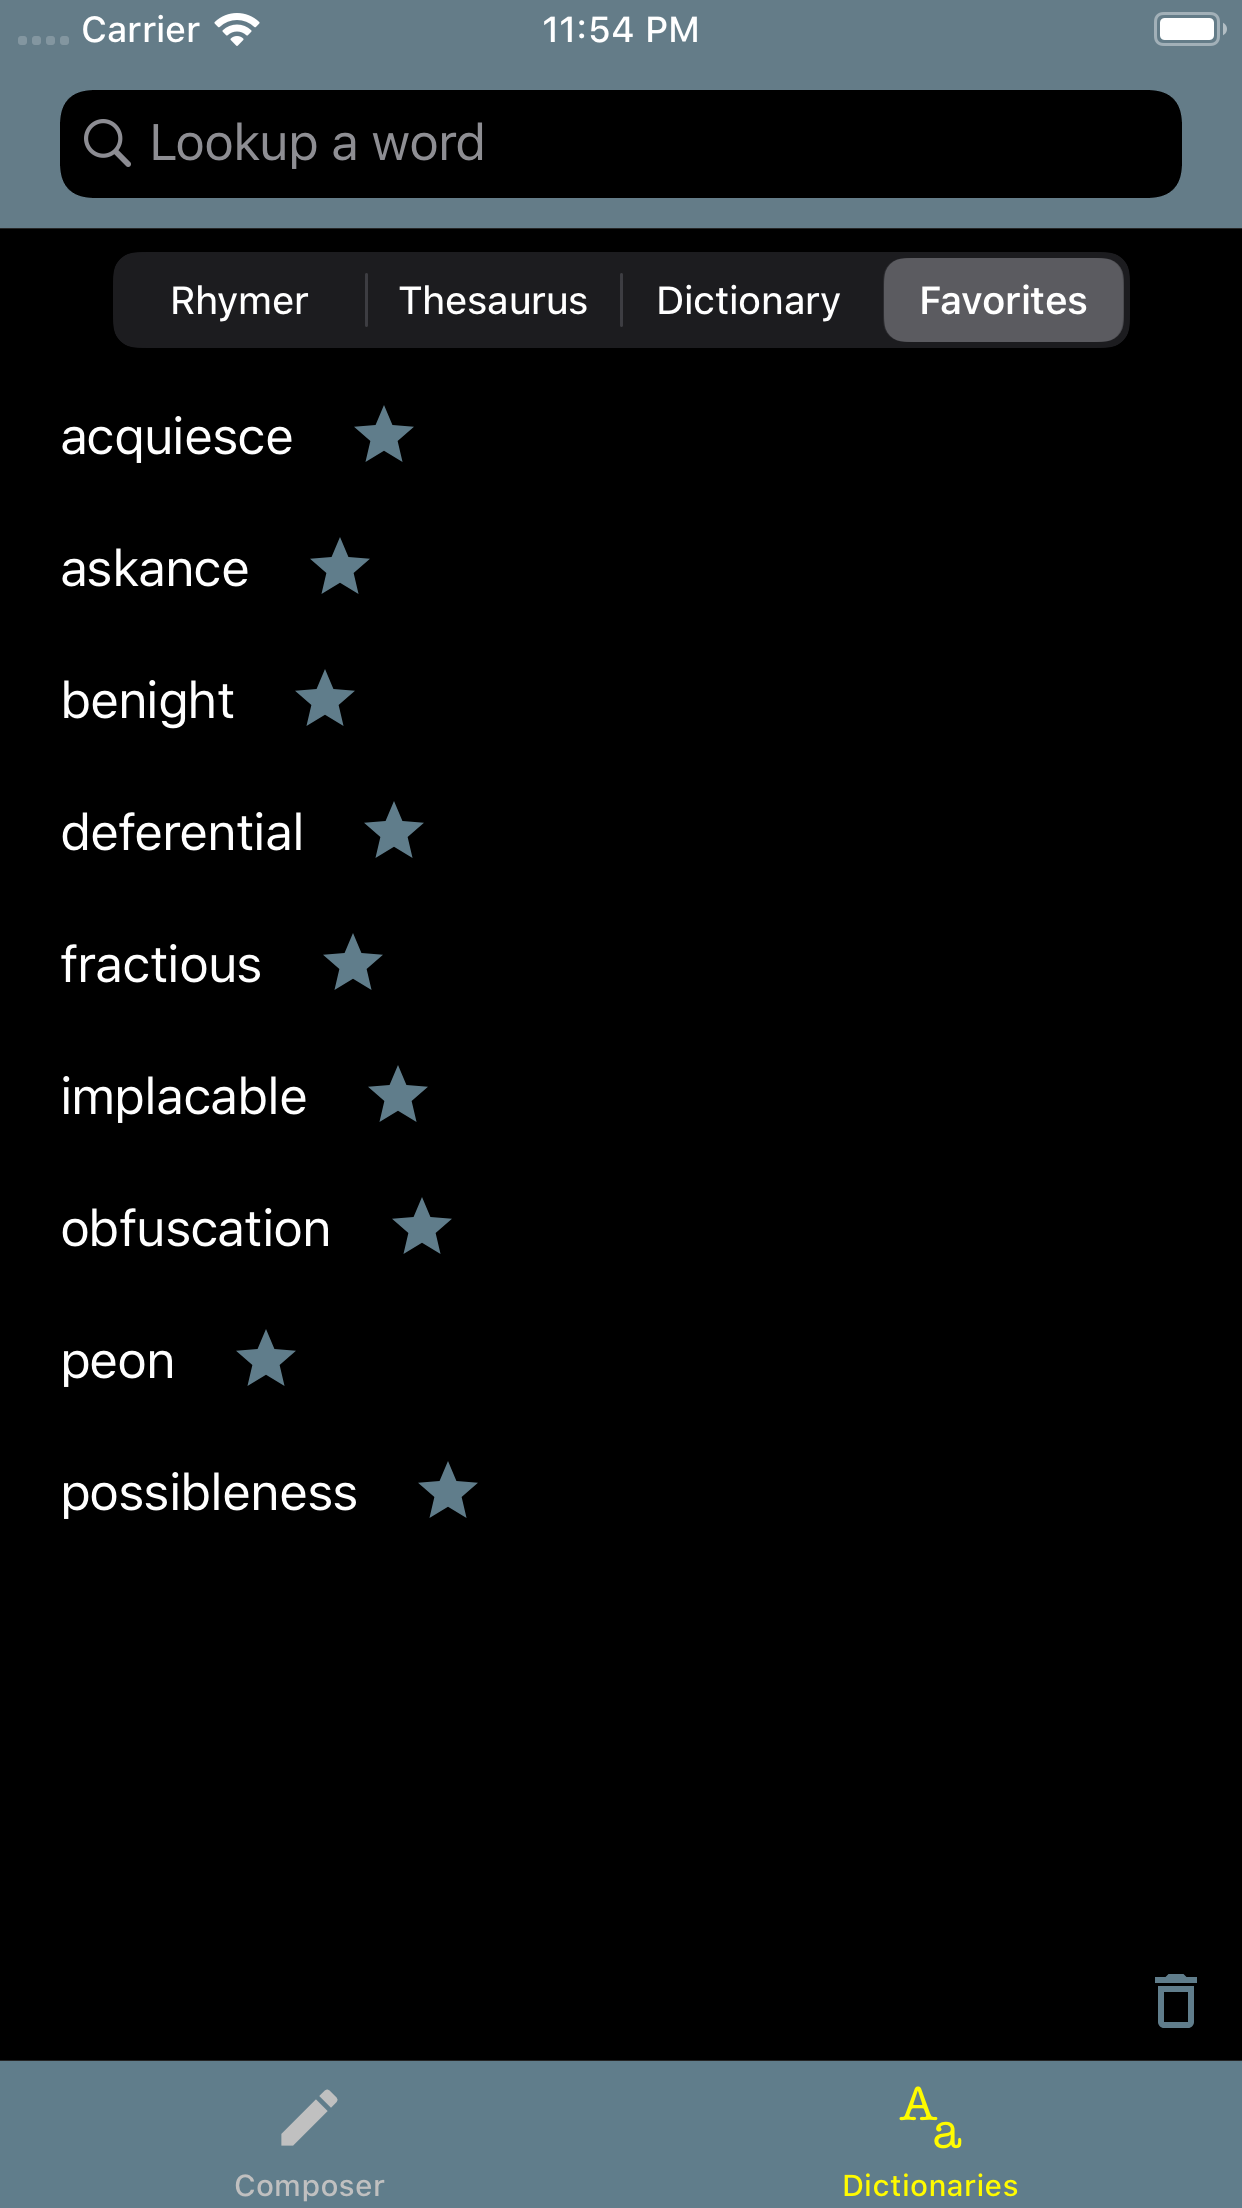 Carrier 11:54 PM
Lookup a word
Rhymer Thesaurus Dictionary Favorites
acquiesce
askance
benight
deferential
fractious
implacable
obfuscation
peon
possibleness
Aa
Composer Dictionaries